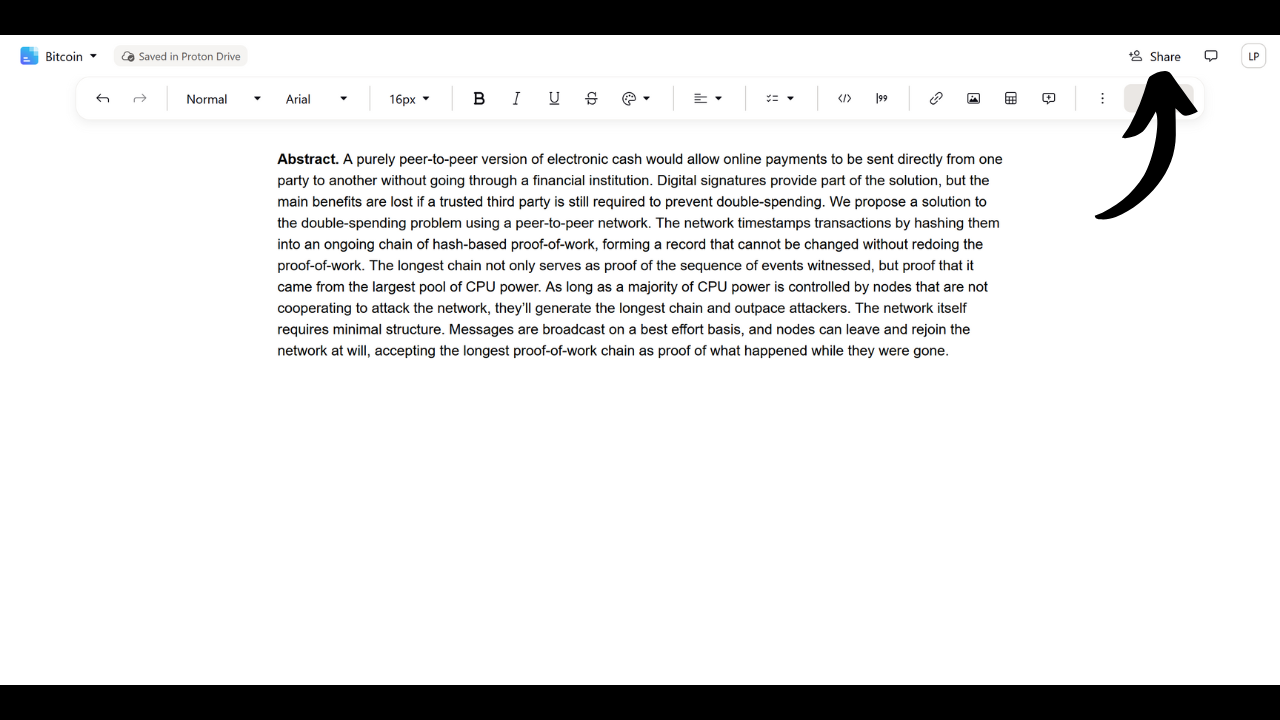 Bitcoin Saved in Proton Drive Share LP
Normal Arial 16px B I U S
Abstract. A purely peer-to-peer version of electronic cash would allow online payments to be sent directly from one
party to another without going through a financial institution. Digital signatures provide part of the solution, but the
main benefits are lost if a trusted third party is still required to prevent double-spending. We propose a solution to
the double-spending problem using a peer-to-peer network. The network timestamps transactions by hashing them
into an ongoing chain of hash-based proof-of-work, forming a record that cannot be changed without redoing the
proof-of-work. The longest chain not only serves as proof of the sequence of events witnessed, but proof that it
came from the largest pool of CPU power. As long as a majority of CPU power is controlled by nodes that are not
cooperating to attack the network, they’ll generate the longest chain and outpace attackers. The network itself
requires minimal structure. Messages are broadcast on a best effort basis, and nodes can leave and rejoin the
network at will, accepting the longest proof-of-work chain as proof of what happened while they were gone.